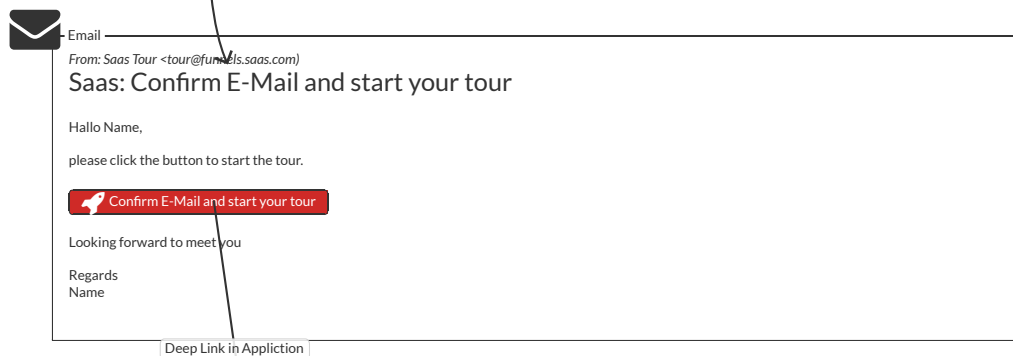 Email
From: Saas Tour <tour@funnels.saas.com)
Saas: Confirm E-Mail and start your tour
Hallo Name,
please click the button to start the tour.
Confirm E-Mail and start your tour
Looking forward to meet you
Regards
Name
Deep Link in Appliction